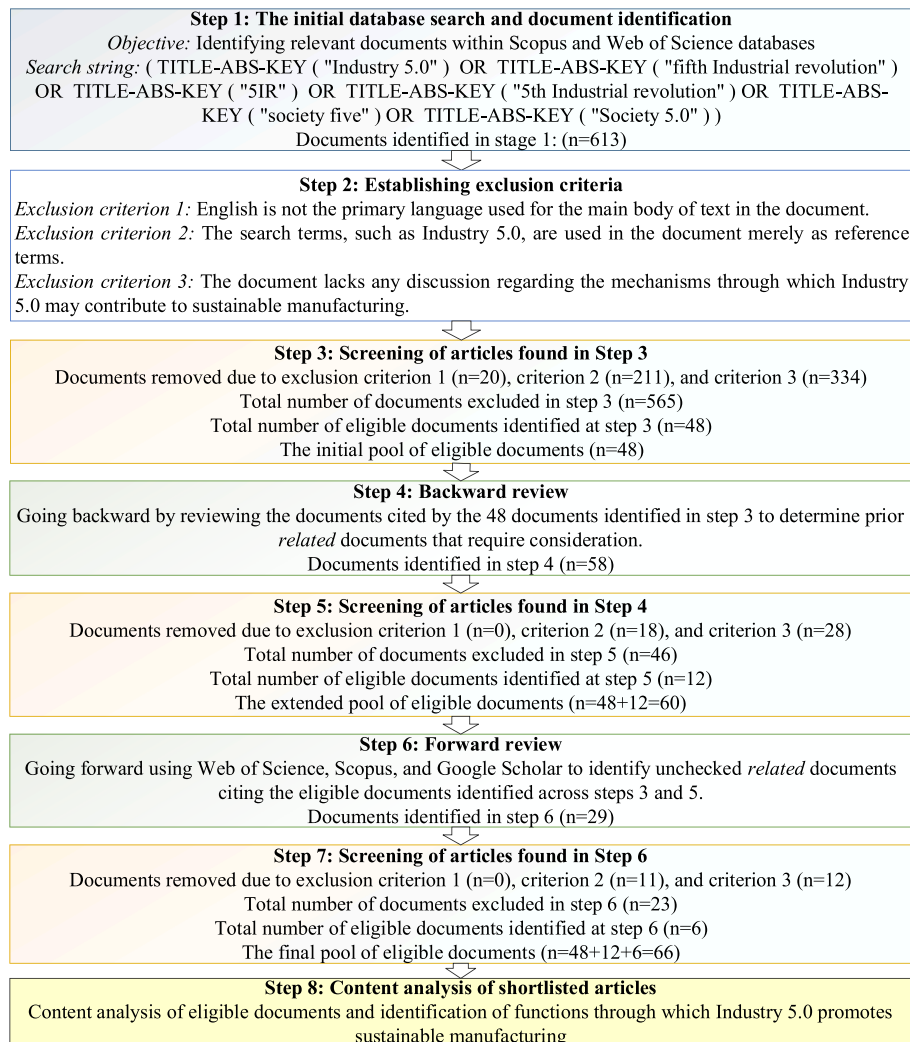 Step 1: The initial database search and document identification
Objective: Identifying relevant documents within Scopus and Web of Science databases
Search string: ( TITLE-ABS-KEY ( "Industry 5.0" )  OR  TITLE-ABS-KEY ( "fifth Industrial revolution" )
OR  TITLE-ABS-KEY ( "5IR" )  OR  TITLE-ABS-KEY ( "5th Industrial revolution" ) OR  TITLE-ABS-
KEY ( "society five" ) OR  TITLE-ABS-KEY ( "Society 5.0" ) )
Documents identified in stage 1: (n=613)
Step 2: Establishing exclusion criteria
Exclusion criterion 1: English is not the primary language used for the main body of text in the document.
Exclusion criterion 2: The search terms, such as Industry 5.0, are used in the document merely as reference
terms.
Exclusion criterion 3: The document lacks any discussion regarding the mechanisms through which Industry
5.0 may contribute to sustainable manufacturing.
Step 3: Screening of articles found in Step 3
Documents removed due to exclusion criterion 1 (n=20), criterion 2 (n=211), and criterion 3 (n=334)
Total number of documents excluded in step 3 (n=565)
Total number of eligible documents identified at step 3 (n=48)
The initial pool of eligible documents (n=48)
Step 4: Backward review
Going backward by reviewing the documents cited by the 48 documents identified in step 3 to determine prior
related documents that require consideration.
Documents identified in step 4 (n=58)
Step 5: Screening of articles found in Step 4
Documents removed due to exclusion criterion 1 (n=0), criterion 2 (n=18), and criterion 3 (n=28)
Total number of documents excluded in step 5 (n=46)
Total number of eligible documents identified at step 5 (n=12)
The extended pool of eligible documents (n=48+12=60)
Step 6: Forward review
Going forward using Web of Science, Scopus, and Google Scholar to identify unchecked related documents
citing the eligible documents identified across steps 3 and 5.
Documents identified in step 6 (n=29)
Step 7: Screening of articles found in Step 6
Documents removed due to exclusion criterion 1 (n=0), criterion 2 (n=11), and criterion 3 (n=12)
Total number of documents excluded in step 6 (n=23)
Total number of eligible documents identified at step 6 (n=6)
The final pool of eligible documents (n=48+12+6=66)
Step 8: Content analysis of shortlisted articles
Content analysis of eligible documents and identification of functions through which Industry 5.0 promotes
sustainable manufacturing